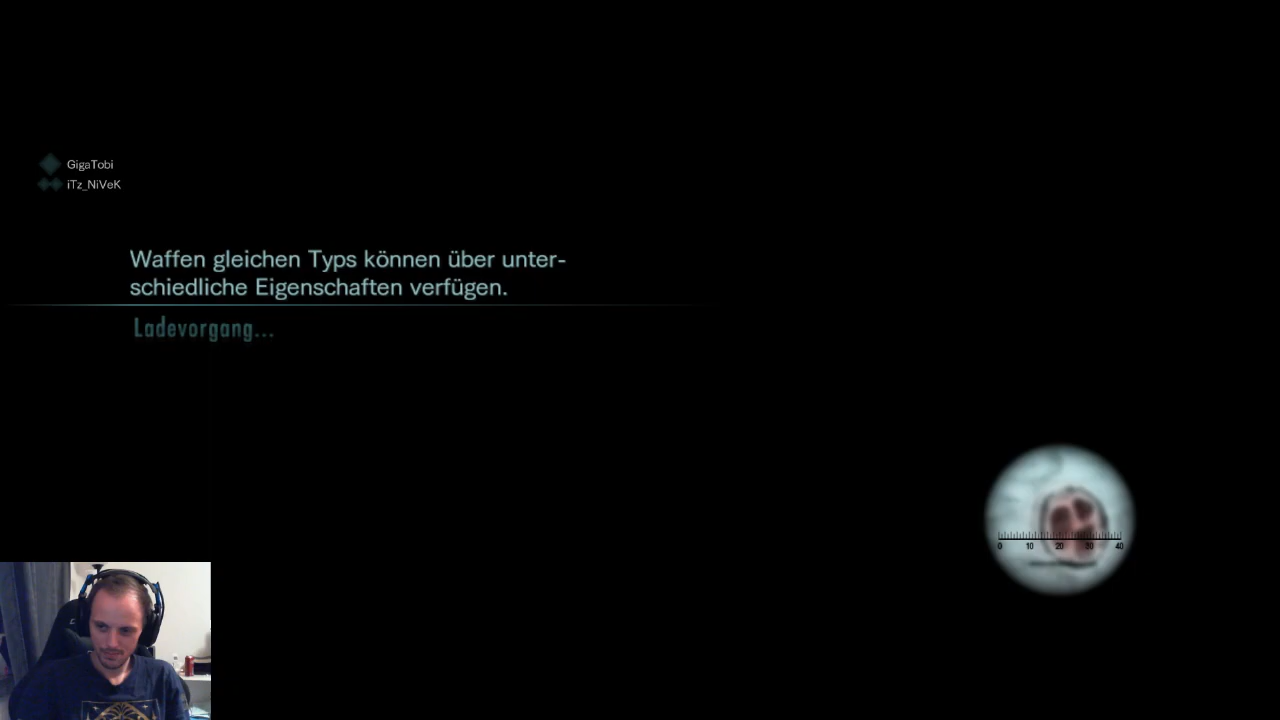 GigaTobi
iTz_NiVeK
Waffen gleichen Typs können über unter-
schiedliche Eigenschaften verfügen.
Ladevorgang...
0 10 20 30 40